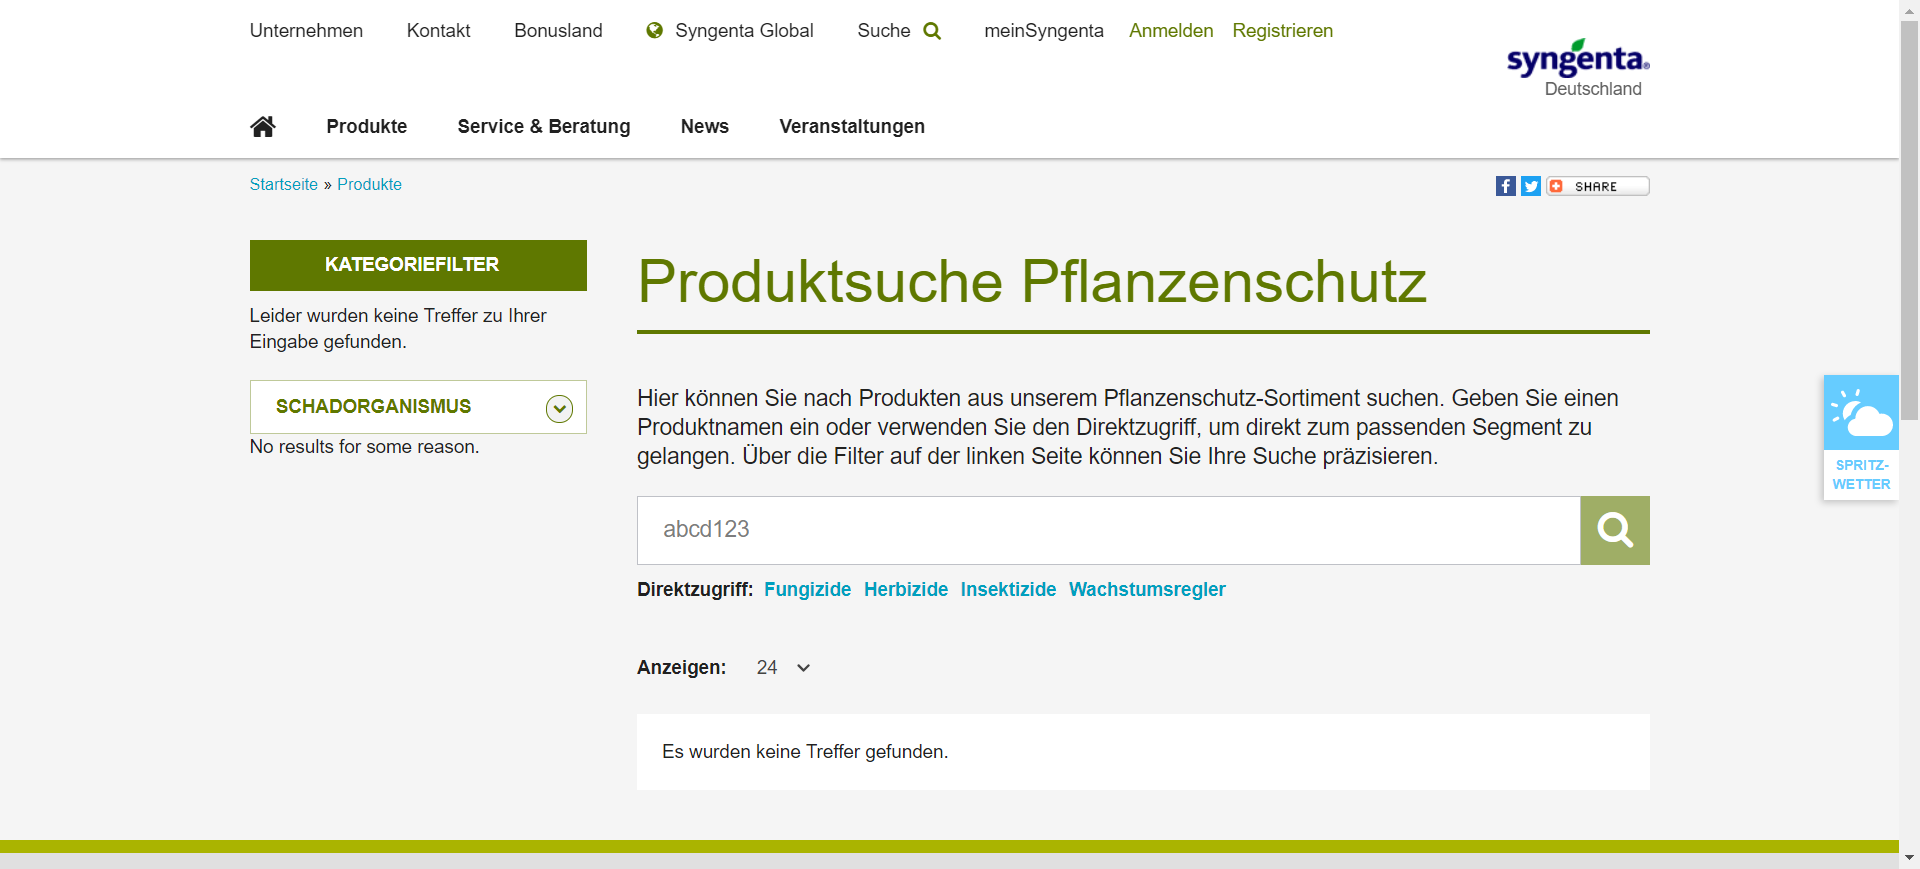 Unternehmen Kontakt Bonusland Syngenta Global Suche meinSyngenta Anmelden Registrieren
syngenta®
Deutschland
Produkte Service & Beratung News Veranstaltungen
Startseite » Produkte
SHARE
KATEGORIEFILTER
Leider wurden keine Treffer zu Ihrer
Eingabe gefunden.
SCHADORGANISMUS
No results for some reason.
Produktsuche Pflanzenschutz
Hier können Sie nach Produkten aus unserem Pflanzenschutz-Sortiment suchen. Geben Sie einen
Produktnamen ein oder verwenden Sie den Direktzugriff, um direkt zum passenden Segment zu
gelangen. Über die Filter auf der linken Seite können Sie Ihre Suche präzisieren.
abcd123
Direktzugriff: Fungizide Herbizide Insektizide Wachstumsregler
Anzeigen: 24
Es wurden keine Treffer gefunden.
SPRITZ-
WETTER